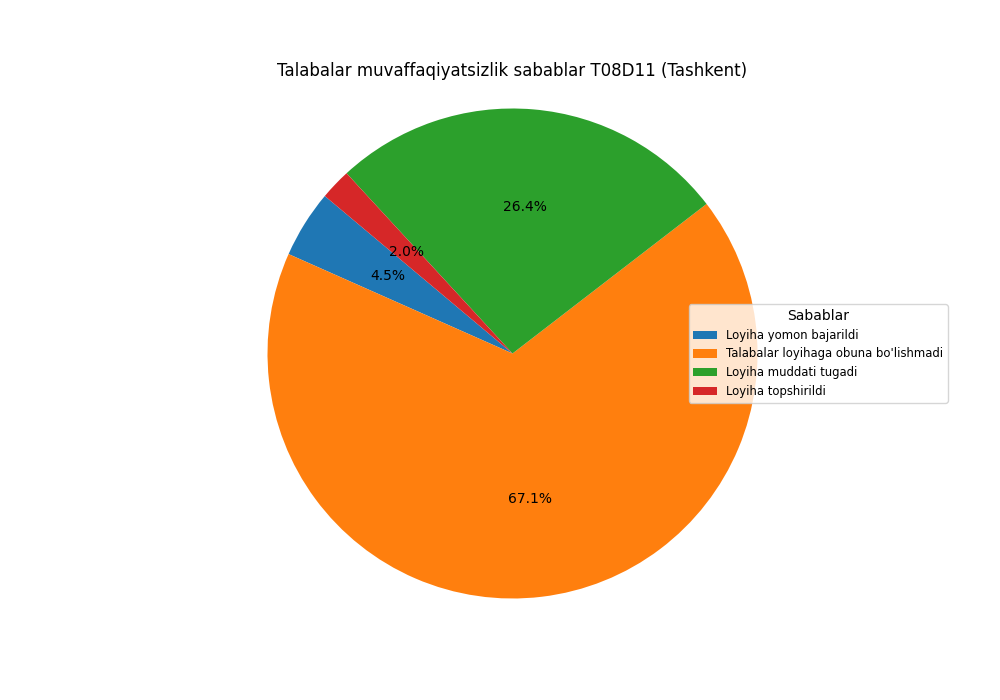 Talabalar muvaffaqiyatsizlik sabablar T08D11 (Tashkent)
26.4%
2.0%
4.5%
67.1%
Sabablar
Loyiha yomon bajarildi
Talabalar loyihaga obuna bo'lishmadi
Loyiha muddati tugadi
Loyiha topshirildi